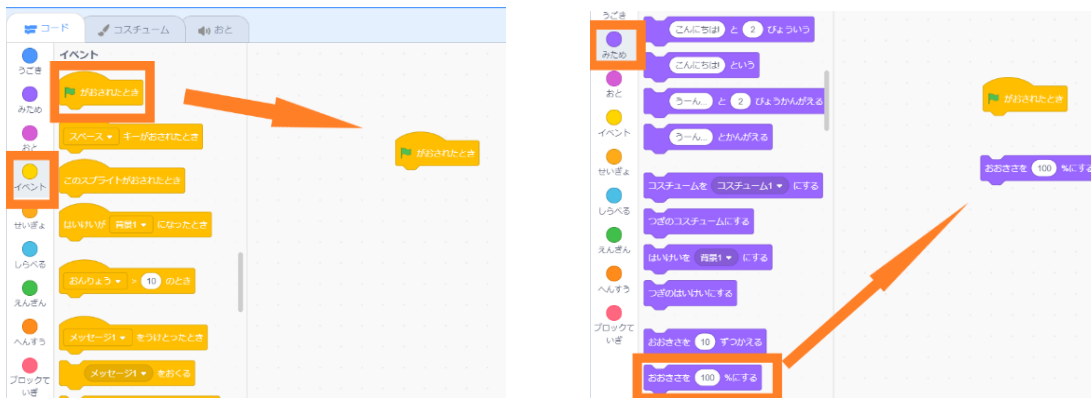 コード コスチューム おと
イベント
うごき
がおされたとき
みため
スペース キーがおされたとき
おと
がおされたとき
このスプライトがおされたとき
イベント
せいぎょ
はいけいが 背景1 になったとき
しらべる
おんりょう > 10 のとき
えんざん
へんすう
メッセージ1 をうけとったとき
ブロックて
いぎ
メッセージ1 をおくる
うごき
こんにちは! と 2 びょういう
みため
こんにちは! という
おと
うーん... と 2 びょうかんがえる
がおされたとき
イベント
うーん... とかんがえる
せいぎょ
おおきさを 100 %にする
コスチュームを コスチューム1 にする
しらべる
つぎのコスチュームにする
えんざん
はいけいを 背景1 にする
へんすう
つぎのはいけいにする
ブロックて
いぎ
おおきさを 10 ずつかえる
おおきさを 100 %にする